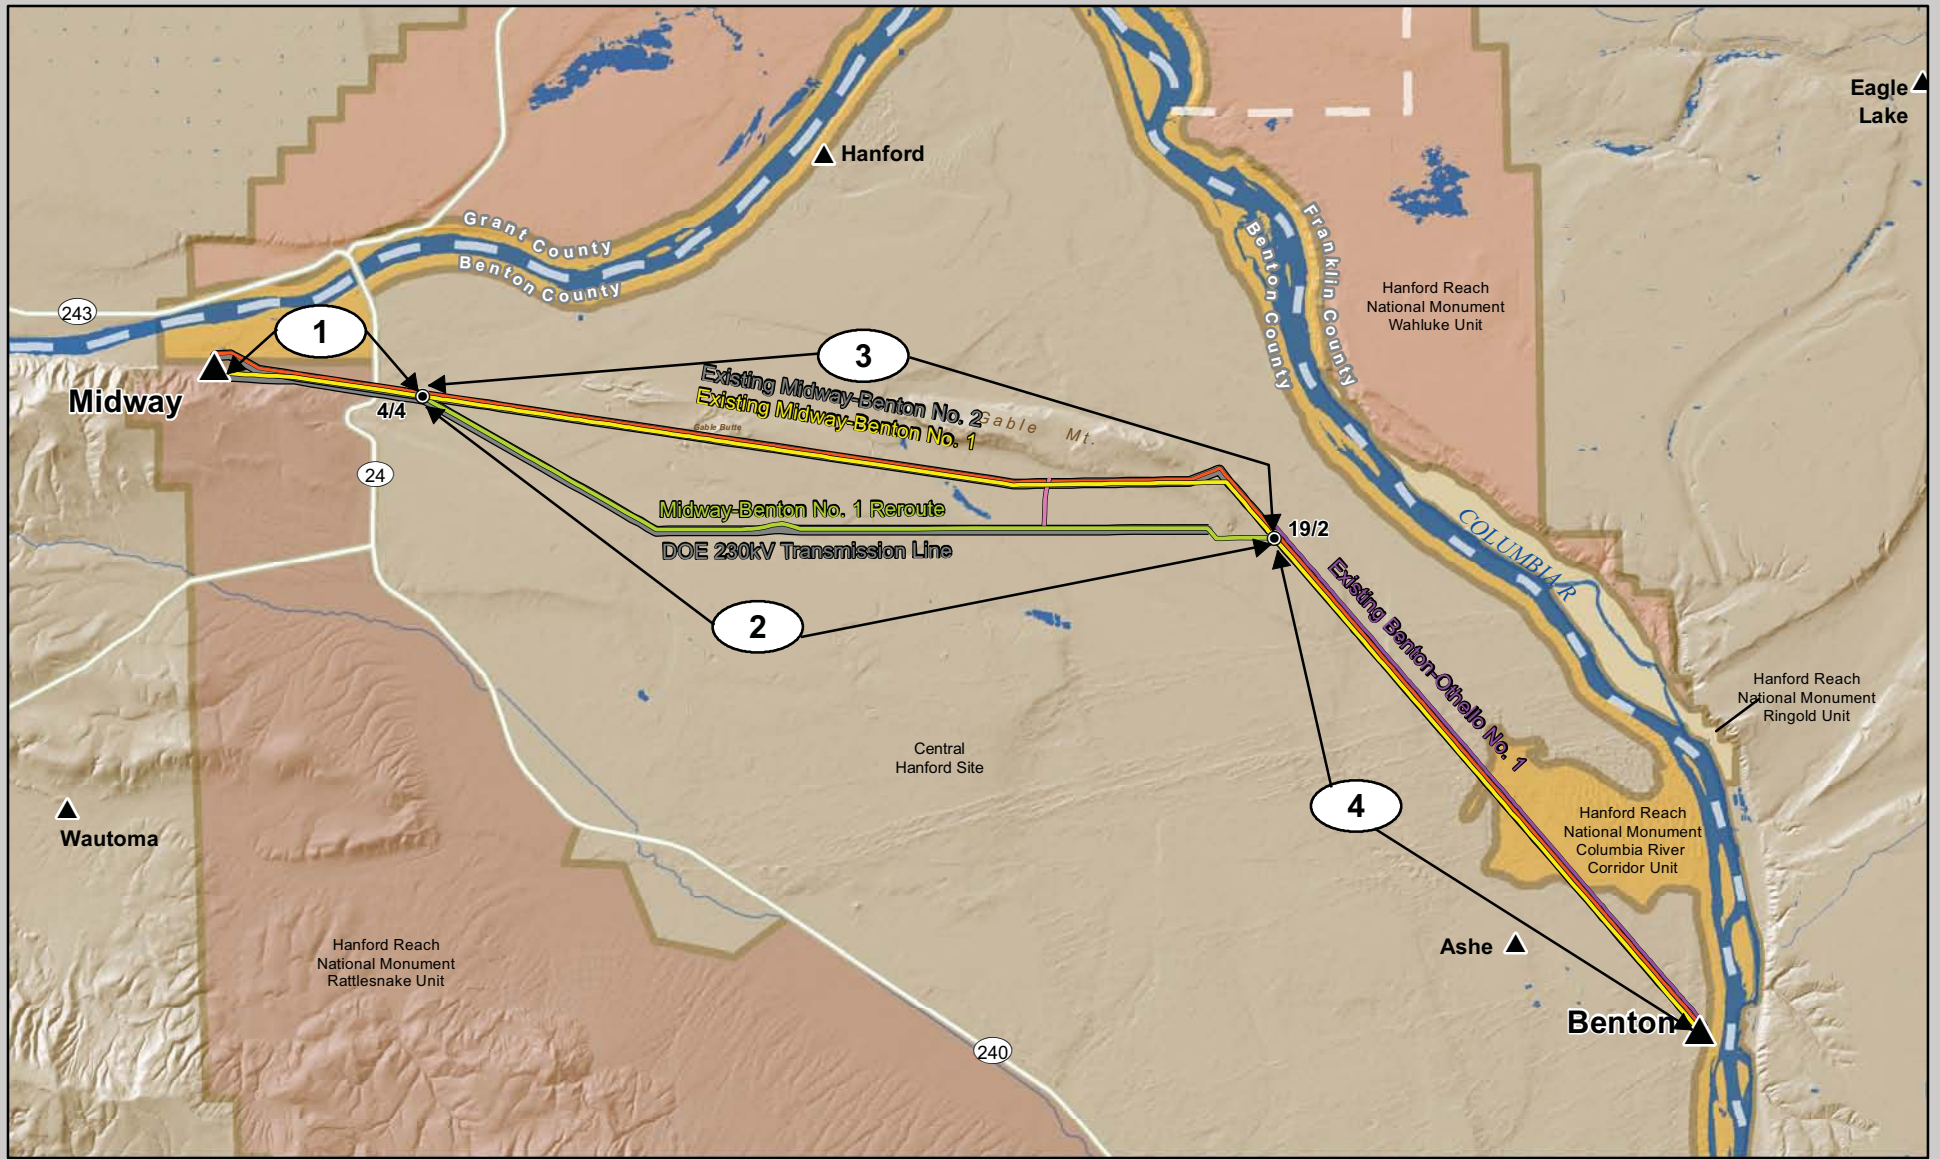 Eagle
Lake
Hanford
Grant County
Benton County
Franklin County
Benton County
Hanford Reach
National Monument
Wahluke Unit
243
1
3
Midway
4/4
Existing Midway-Benton No. 2
Existing Midway-Benton No. 1
Gable Butte
Gable Mt.
24
Midway-Benton No. 1 Reroute
DOE 230kV Transmission Line
19/2
COLUMBIA R
Existing Benton-Othello No. 1
2
Hanford Reach
National Monument
Ringold Unit
Central
Hanford Site
4
Wautoma
Hanford Reach
National Monument
Columbia River
Corridor Unit
Hanford Reach
National Monument
Rattlesnake Unit
Ashe
Benton
240